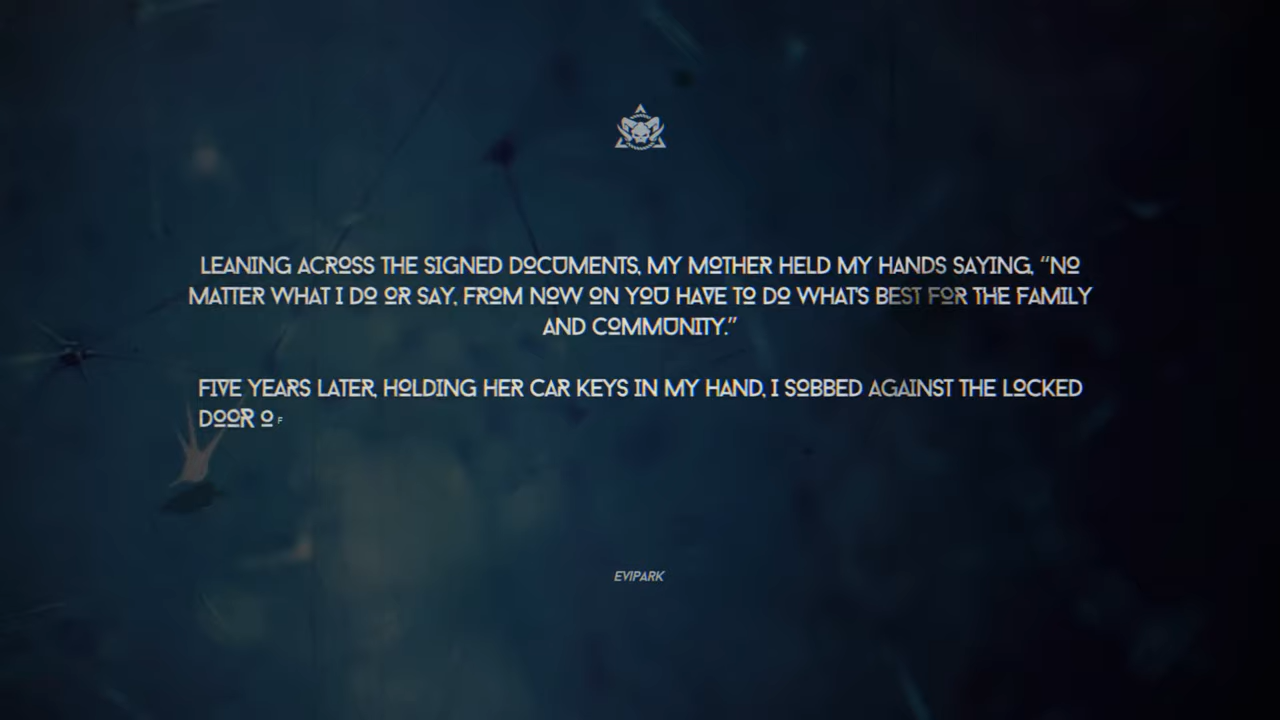 LEANING ACROSS THE SIGNED DOCUMENTS, MY MOTHER HELD MY HANDS SAYING, “NO
MATTER WHAT I DO OR SAY, FROM NOW ON YOU HAVE TO DO WHAT'S BEST FOR THE FAMILY
AND COMMUNITY.”
FIVE YEARS LATER, HOLDING HER CAR KEYS IN MY HAND, I SOBBED AGAINST THE LOCKED
DOOR OF
EVIPARK